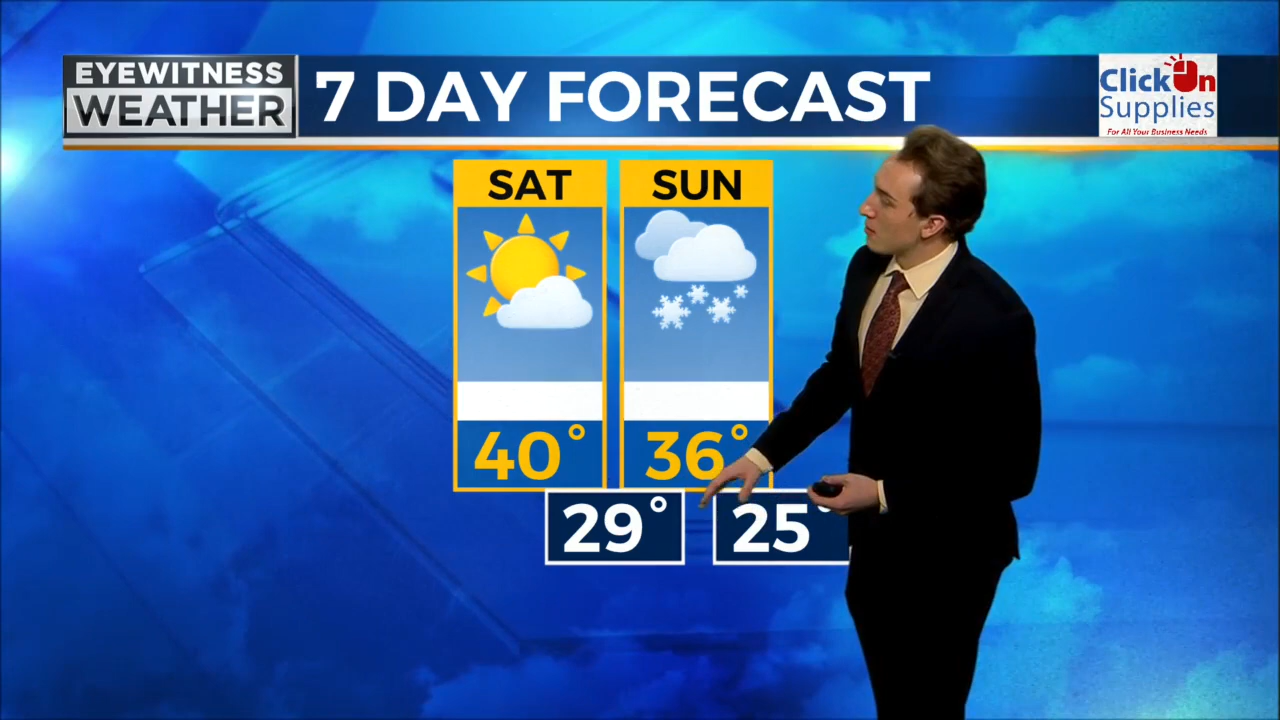 EYEWITNESS
WEATHER
7 DAY FORECAST
ClickOn
Supplies
For All Your Business Needs
SAT
SUN
40°
36°
29°
25°